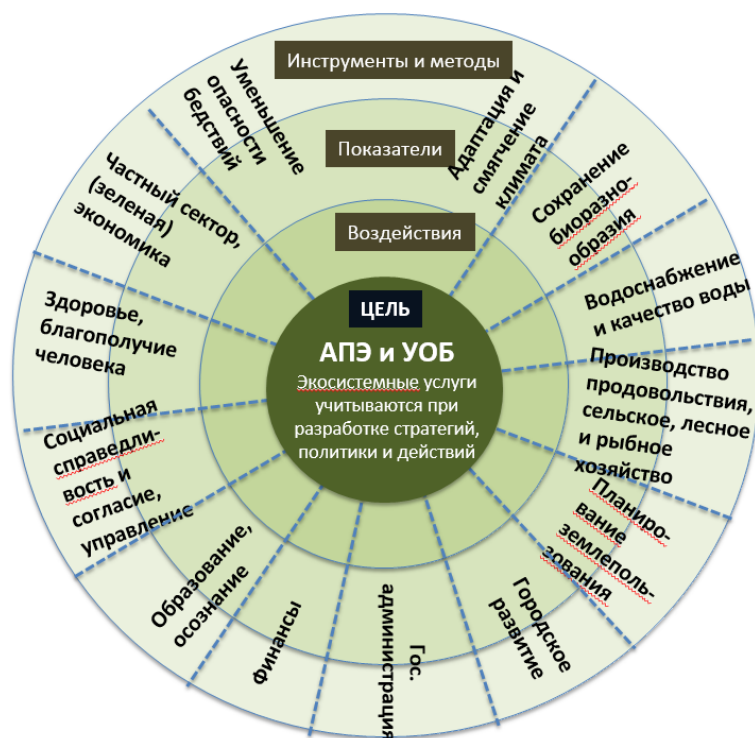 Инструменты и методы
Показатели
Воздействия
ЦЕЛЬ
АПЭ и УОБ
Экосистемные услуги
учитываются при
разработке стратегий,
политики и действий
Уменьшение
опасности
бедствий
Адаптация и
смягчение
климата
Сохранение
биоразно-
образия
Водоснабжение
и качество воды
Производство
продовольствия,
сельское, лесное
и рыбное
хозяйство
Планиро-
вание
землеполь-
зования
Городское
развитие
Гос.
администрация
Финансы
Образование,
осознание
Социальная
справедли-
вость и
согласие,
управление
Здоровье,
благополучие
человека
Частный сектор,
(зеленая)
экономика